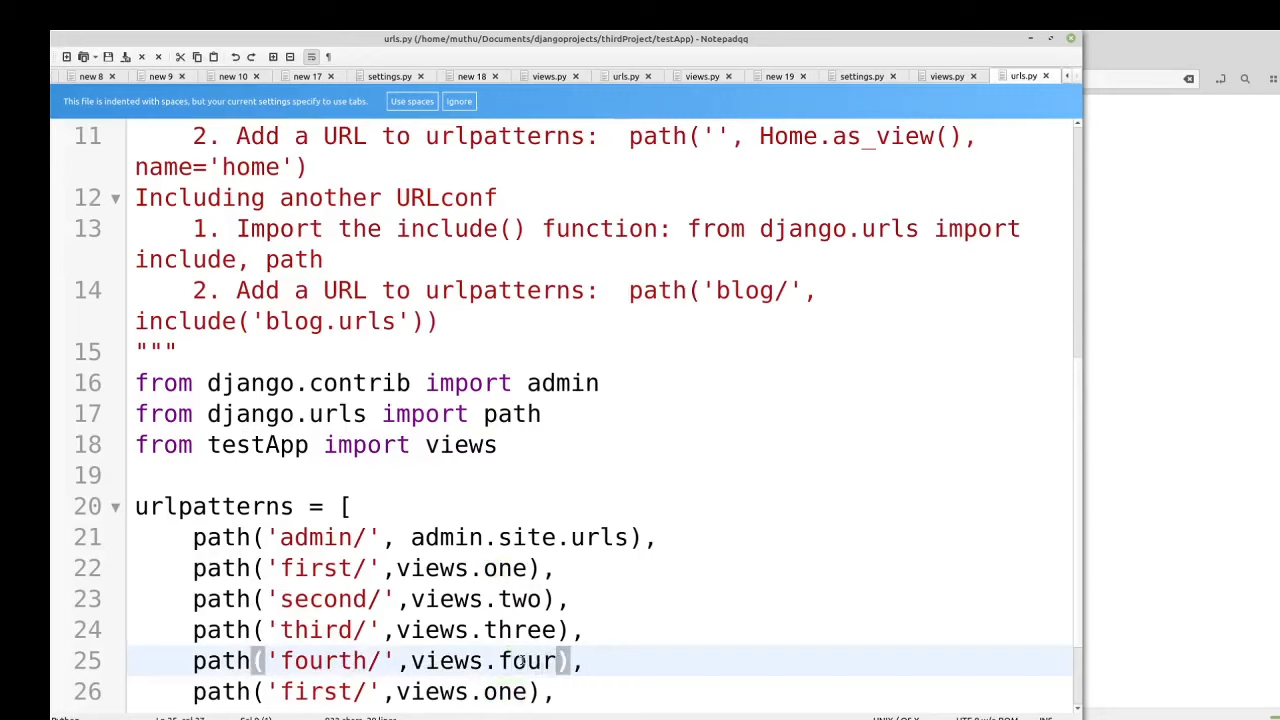 urls.py (/home/muthu/Documents/djangoprojects/thirdProject/testApp) - Notepadqq
new 8 new 9 new 10 new 17 settings.py new 18 views.py urls.py views.py new 19 settings.py views.py urls.py
This file is indented with spaces, but your current settings specify to use tabs. Use spaces Ignore
11 2. Add a URL to urlpatterns:  path('', Home.as_view(),
name='home')
12 Including another URLconf
13 1. Import the include() function: from django.urls import
include, path
14 2. Add a URL to urlpatterns:  path('blog/',
include('blog.urls'))
15 """
16 from django.contrib import admin
17 from django.urls import path
18 from testApp import views
19
20 urlpatterns = [
21 path('admin/', admin.site.urls),
22 path('first/',views.one),
23 path('second/',views.two),
24 path('third/',views.three),
25 path('fourth/',views.four),
26 path('first/',views.one),